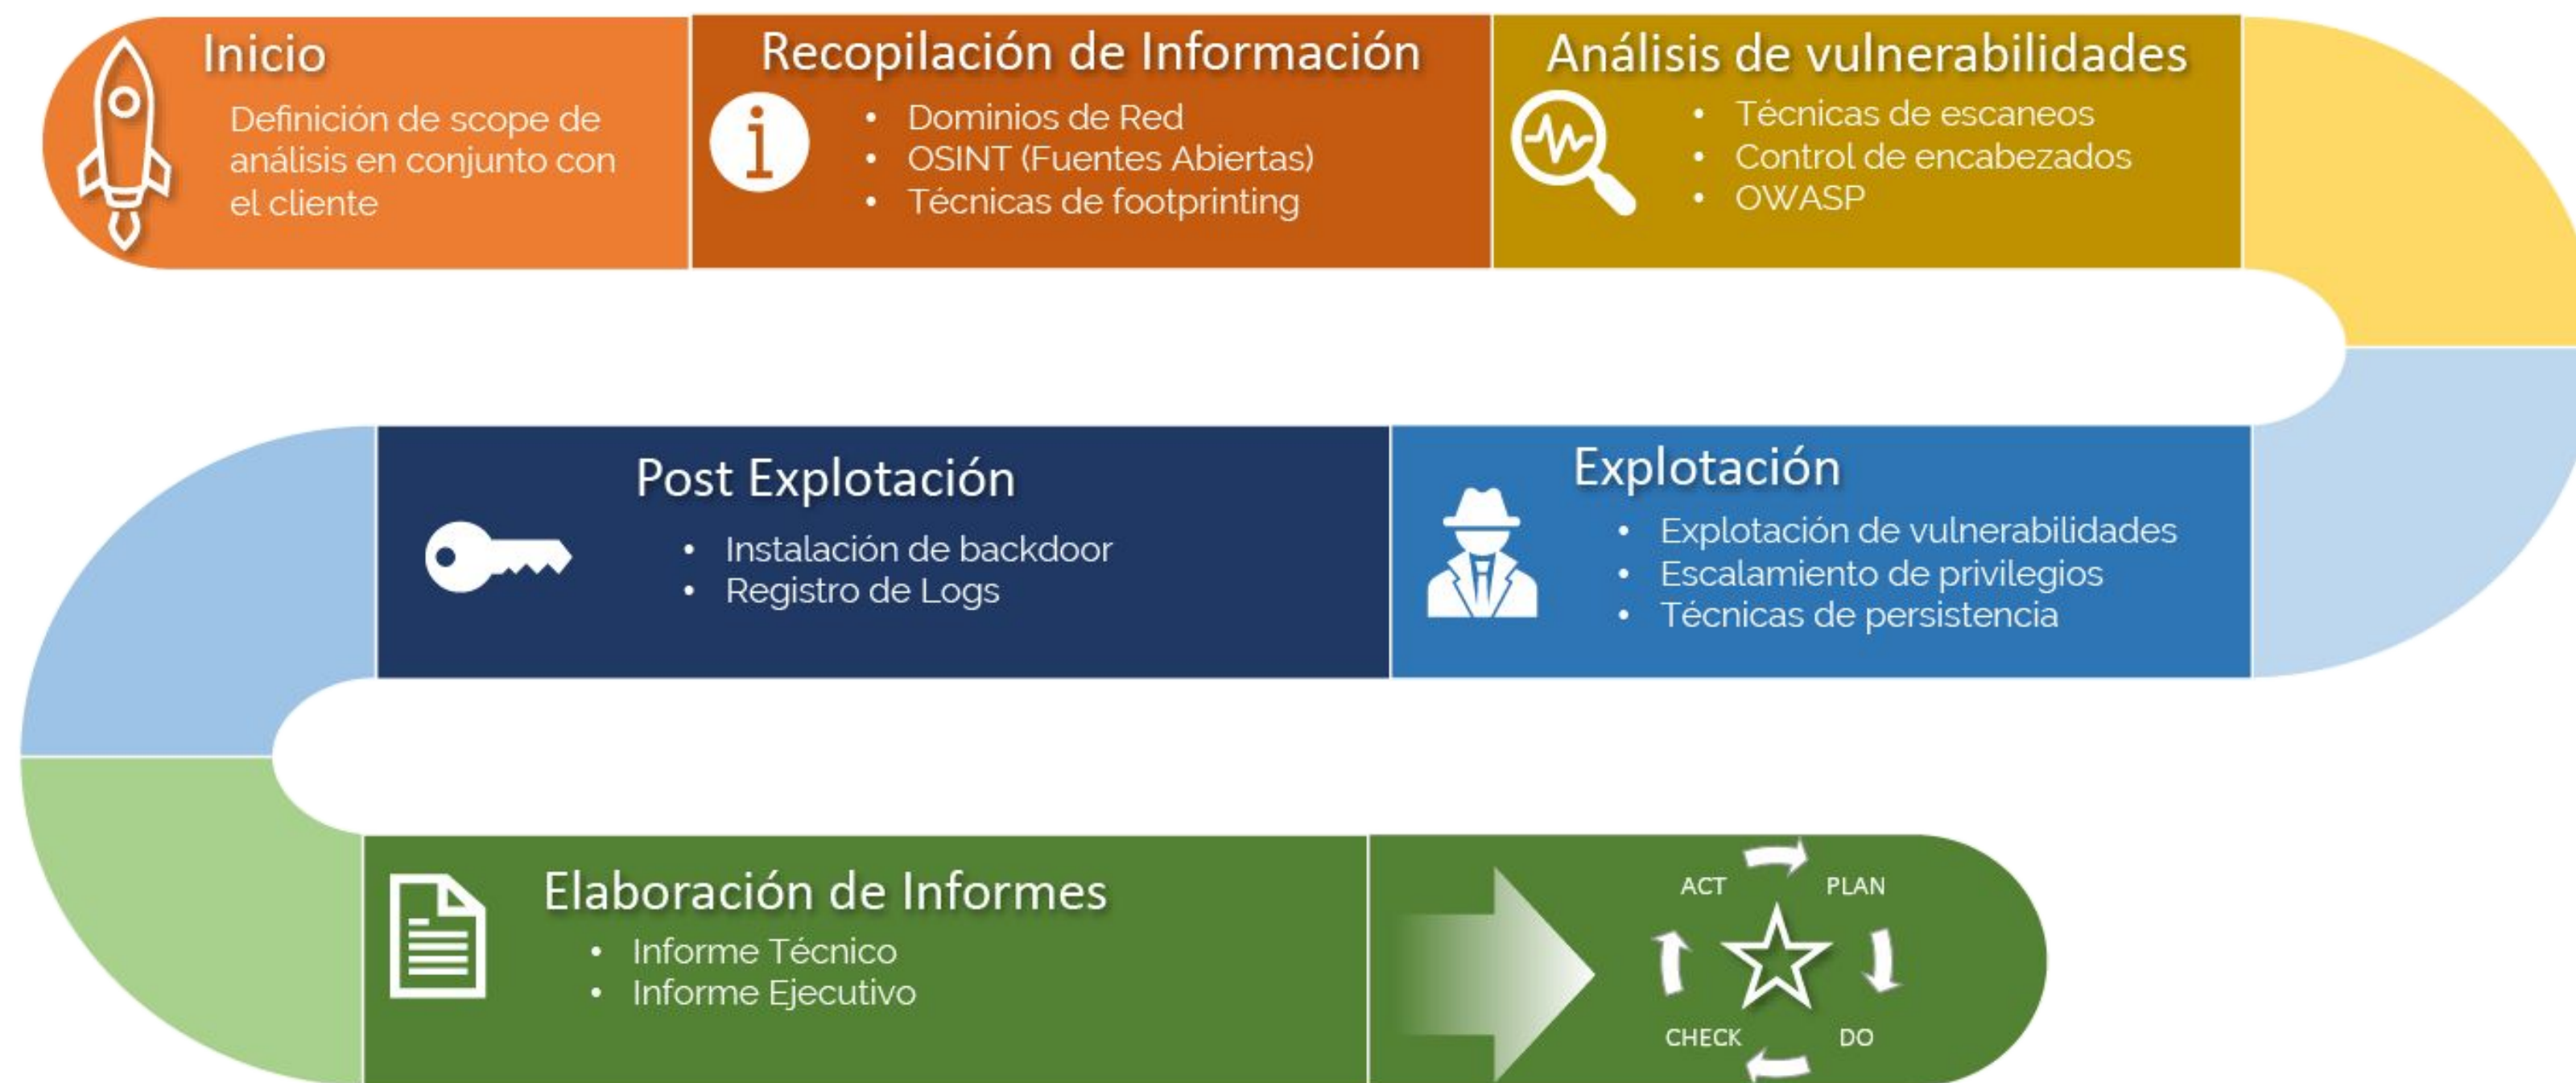 Inicio
Definición de scope de
análisis en conjunto con
el cliente
Recopilación de Información
• Dominios de Red
• OSINT (Fuentes Abiertas)
• Técnicas de footprinting
Análisis de vulnerabilidades
• Técnicas de escaneos
• Control de encabezados
• OWASP
Explotación
• Explotación de vulnerabilidades
• Escalamiento de privilegios
• Técnicas de persistencia
Post Explotación
• Instalación de backdoor
• Registro de Logs
Elaboración de Informes
• Informe Técnico
• Informe Ejecutivo
ACT
PLAN
CHECK
DO